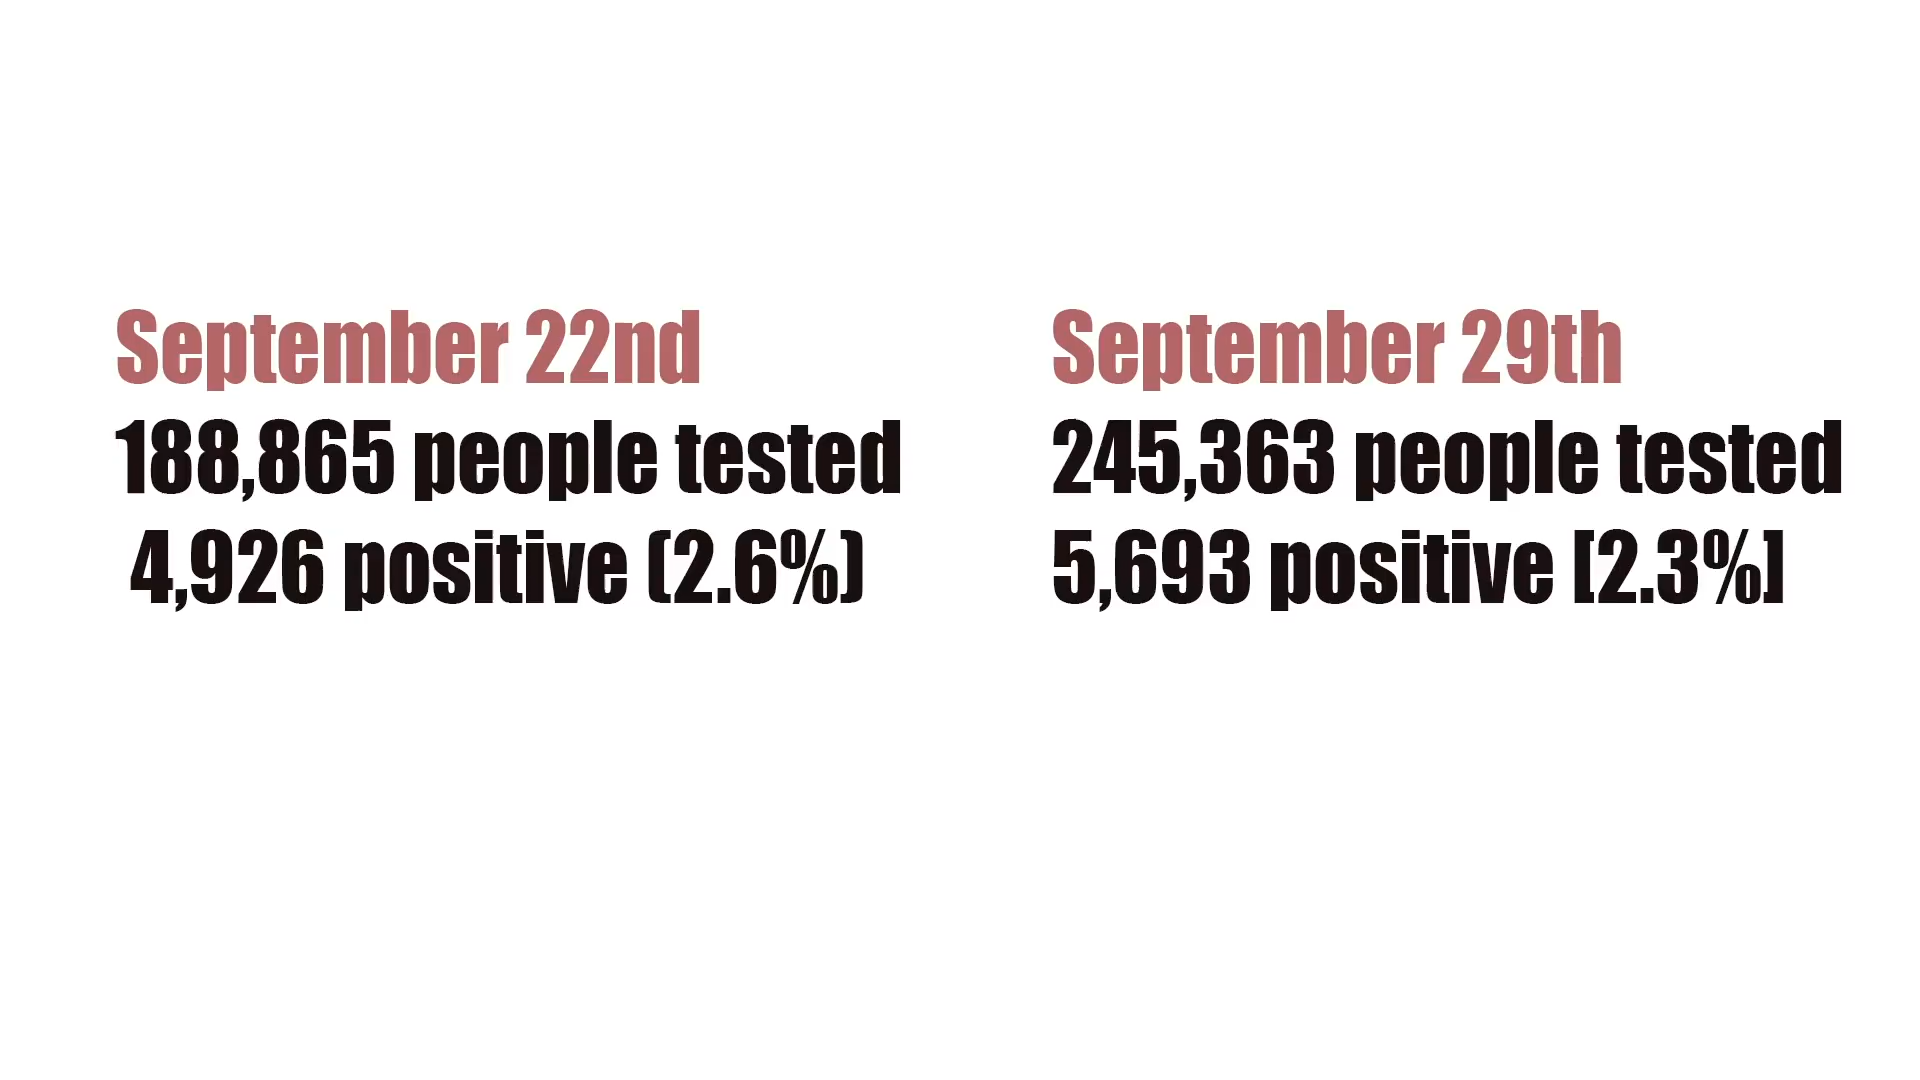 September 22nd
188,865 people tested
4,926 positive (2.6%)
September 29th
245,363 people tested
5,693 positive [2.3%]